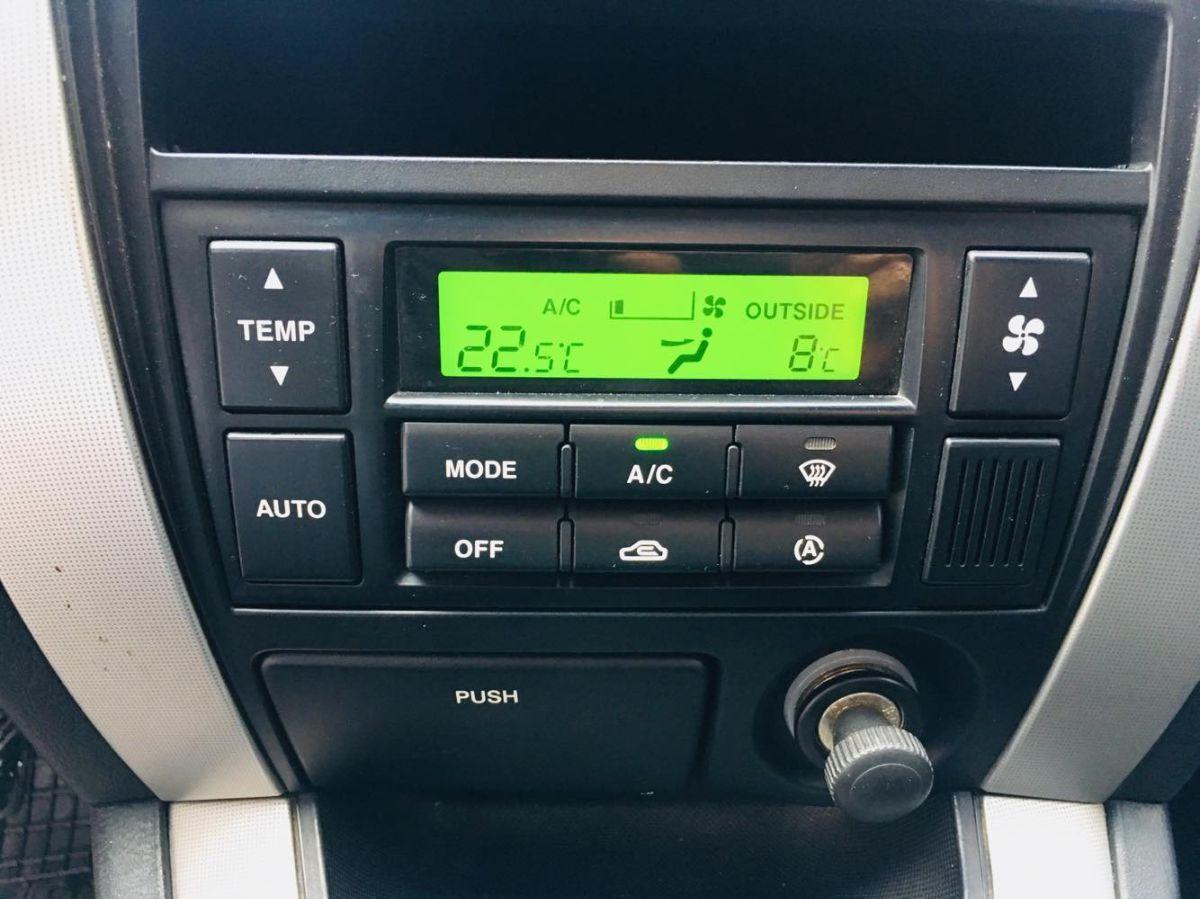 TEMP
A/C
OUTSIDE
22.5°C
8°C
AUTO
MODE
A/C
OFF
A
PUSH